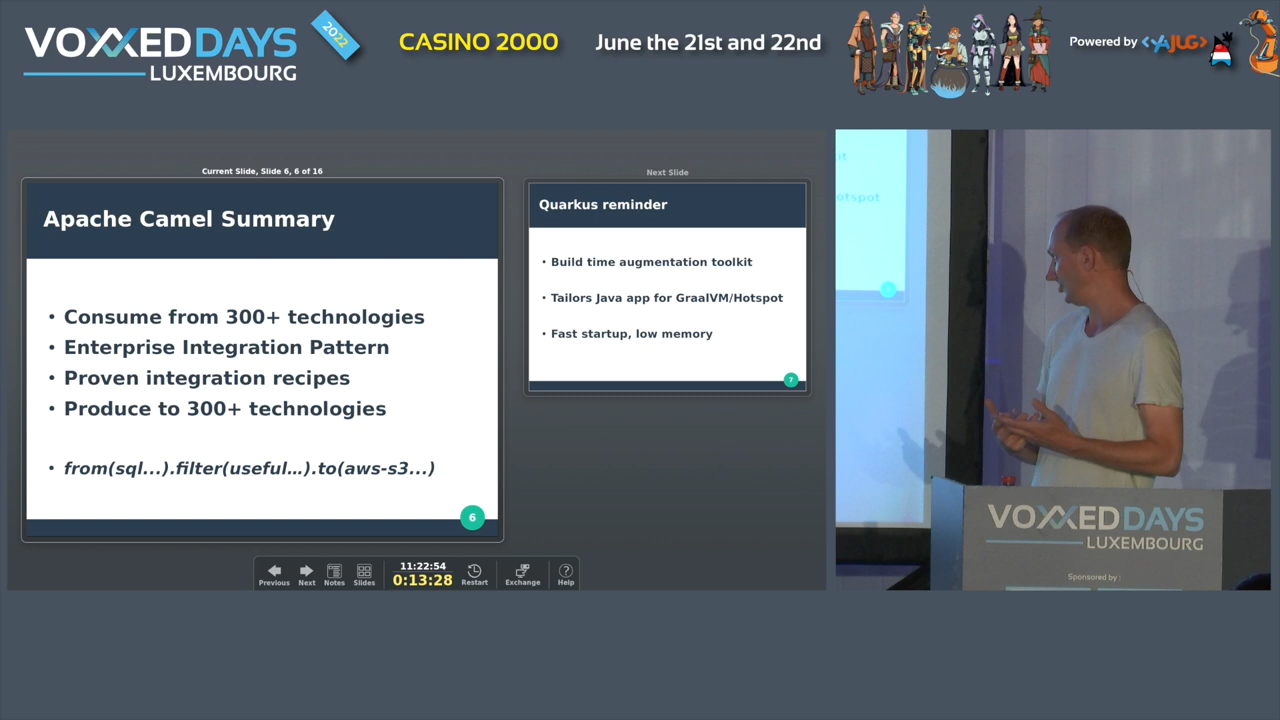 VOXXEDDAYS
LUXEMBOURG
2022
CASINO 2000
June the 21st and 22nd
Powered by <YAJUG>
Current Slide, Slide 6, 6 of 16
Apache Camel Summary
• Consume from 300+ technologies
• Enterprise Integration Pattern
• Proven integration recipes
• Produce to 300+ technologies
• from(sql...).filter(useful...).to(aws-s3...)
6
Next Slide
Quarkus reminder
• Build time augmentation toolkit
• Tailors Java app for GraalVM/Hotspot
• Fast startup, low memory
7
Previous
Next
Notes
Slides
11:22:54
0:13:28
Restart
Exchange
Help
kit
otspot
VOXXEDDAYS
LUXEMBOURG
Sponsored by :